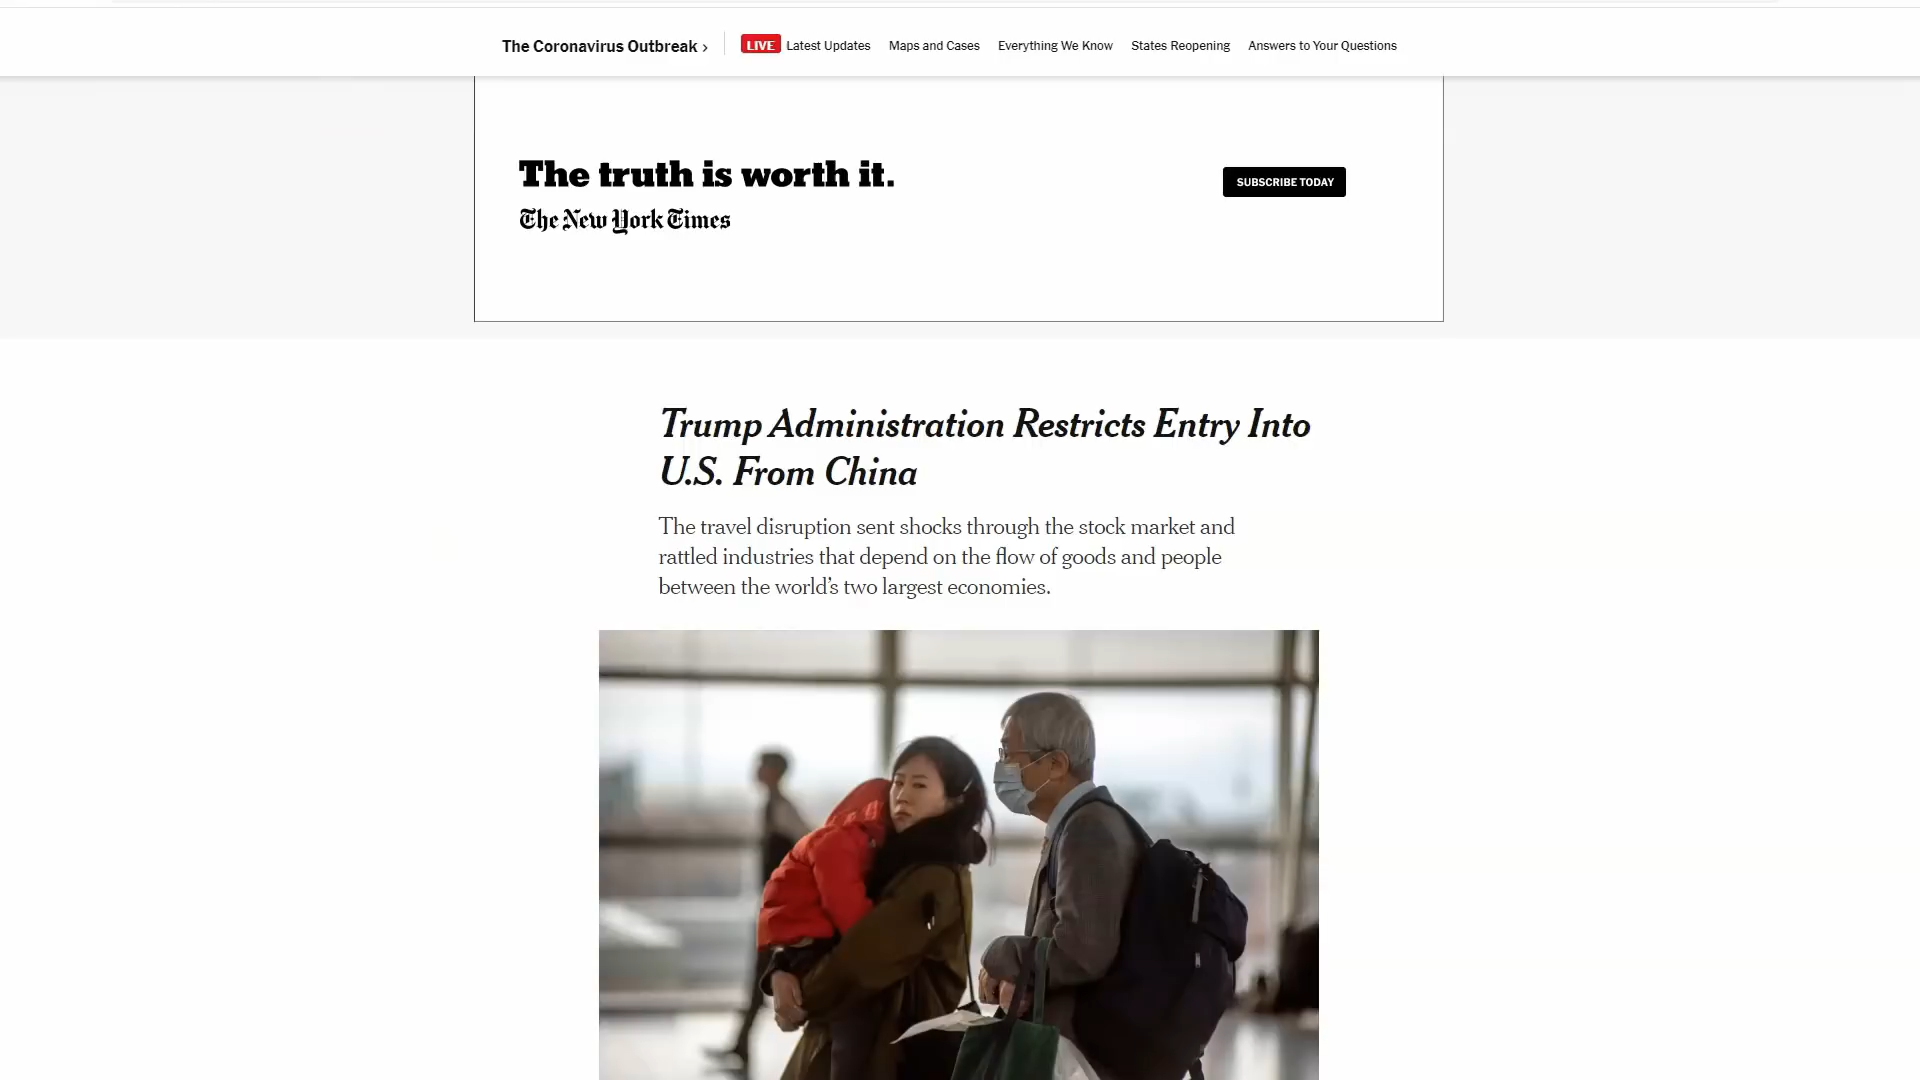 The Coronavirus Outbreak ›
LIVE Latest Updates Maps and Cases Everything We Know States Reopening Answers to Your Questions
The truth is worth it.
The New York Times
SUBSCRIBE TODAY
Trump Administration Restricts Entry Into
U.S. From China
The travel disruption sent shocks through the stock market and
rattled industries that depend on the flow of goods and people
between the world’s two largest economies.